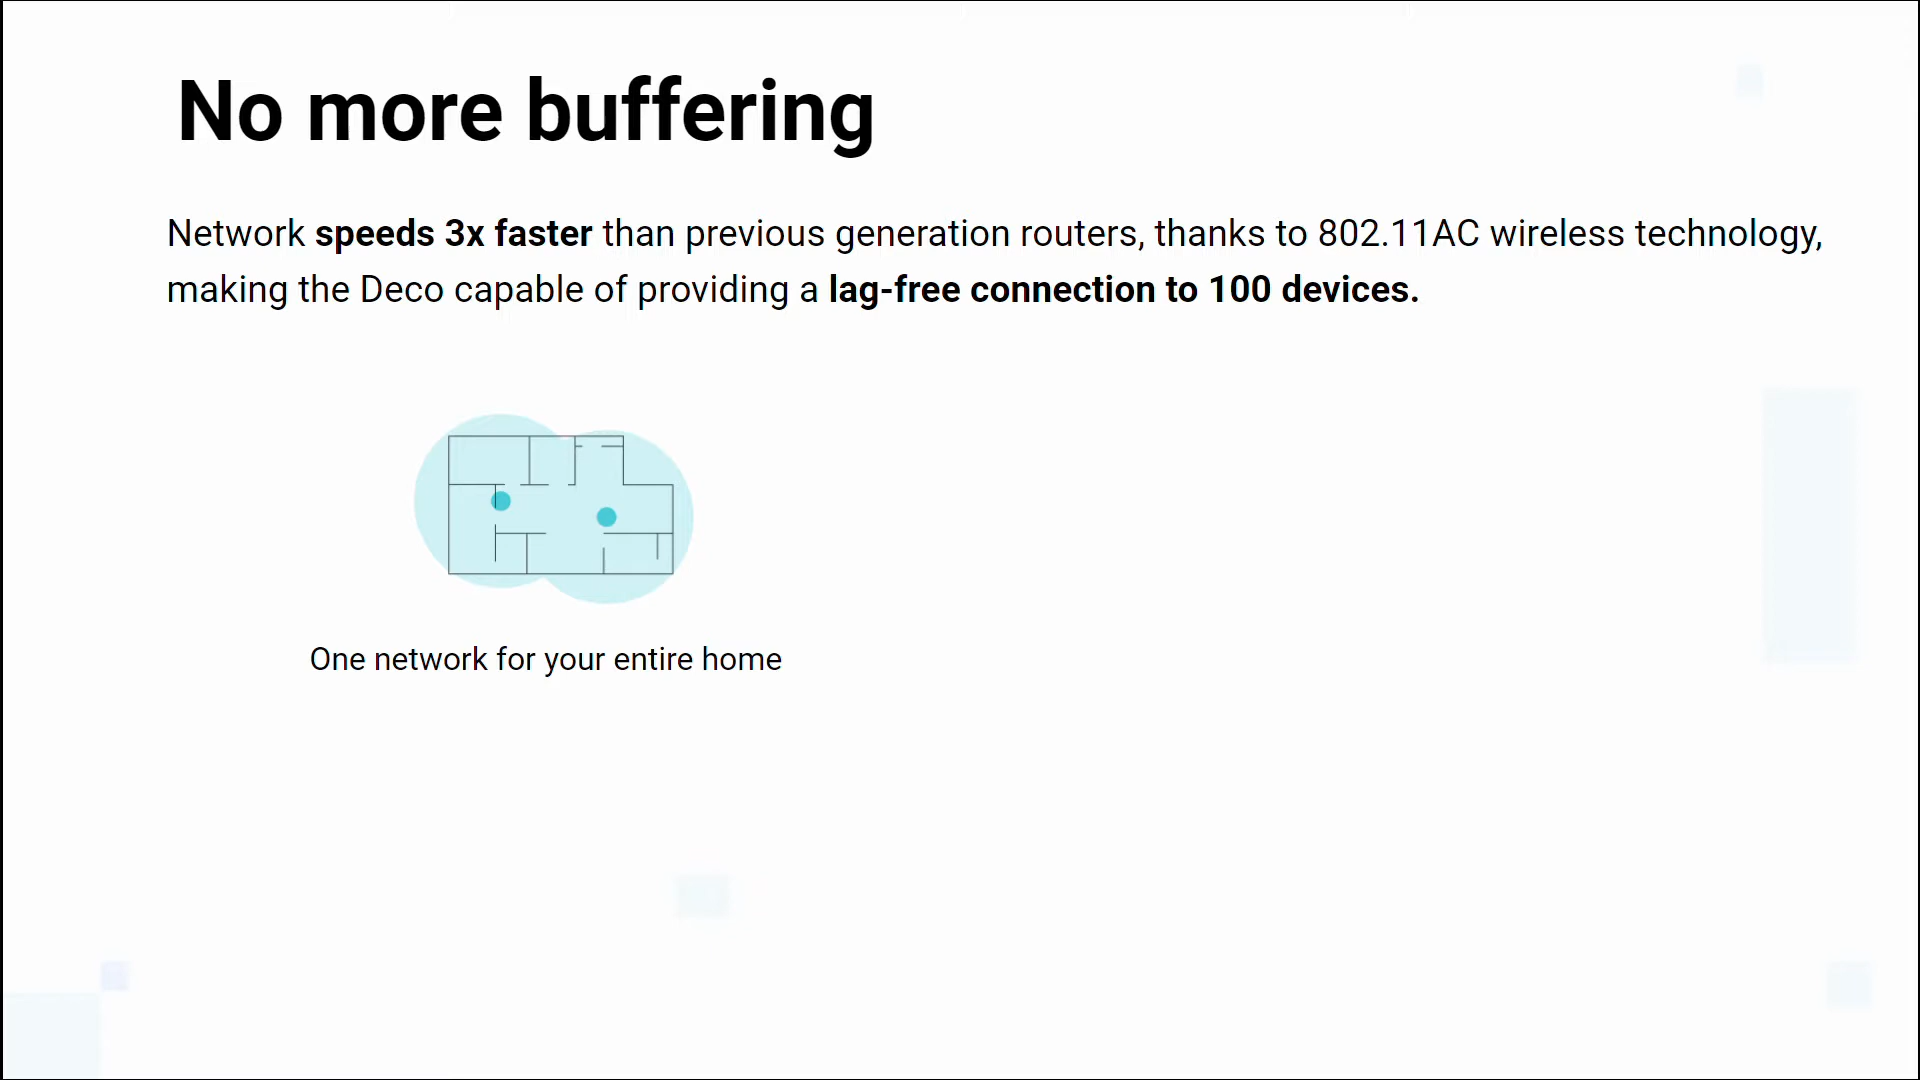 No more buffering
Network speeds 3x faster than previous generation routers, thanks to 802.11AC wireless technology,
making the Deco capable of providing a lag-free connection to 100 devices.
One network for your entire home